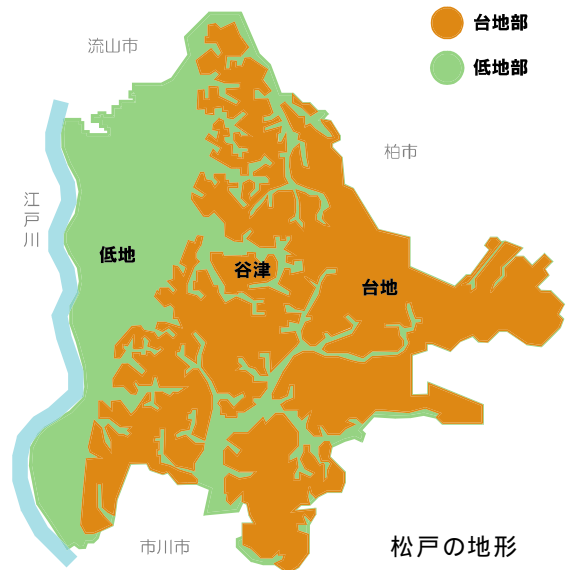 台地部
低地部
流山市
柏市
江戸川
低地
谷津
台地
市川市
松戸の地形